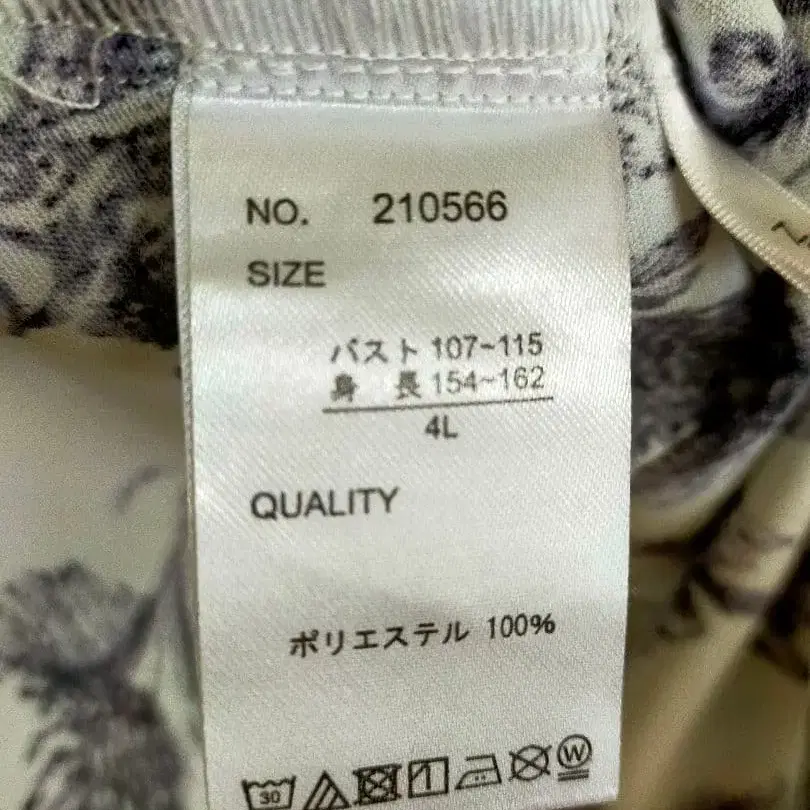 NO. 210566
SIZE
バスト 107~115
身 長 154~162
4L
QUALITY
ポリエステル 100%
30
W